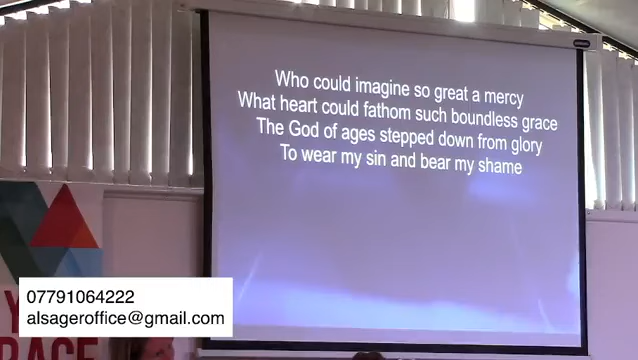 Who could imagine so great a mercy
What heart could fathom such boundless grace
The God of ages stepped down from glory
To wear my sin and bear my shame
07791064222
alsageroffice@gmail.com